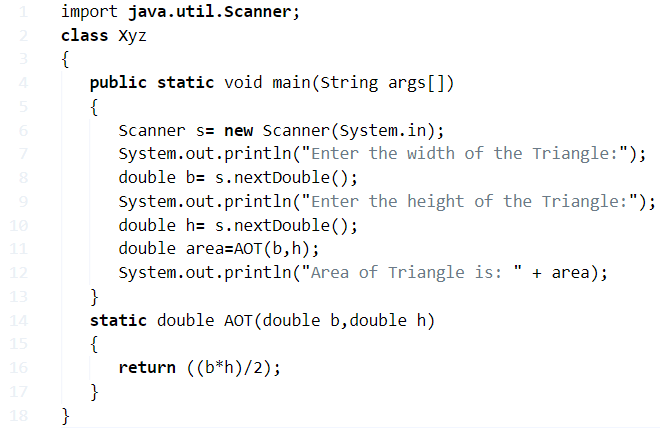 1 import java.util.Scanner;
2 class Xyz
3 {
4 public static void main(String args[])
5 {
6 Scanner s= new Scanner(System.in);
7 System.out.println("Enter the width of the Triangle:");
8 double b= s.nextDouble();
9 System.out.println("Enter the height of the Triangle:");
10 double h= s.nextDouble();
11 double area=AOT(b,h);
12 System.out.println("Area of Triangle is: " + area);
13 }
14 static double AOT(double b,double h)
15 {
16 return ((b*h)/2);
17 }
18 }